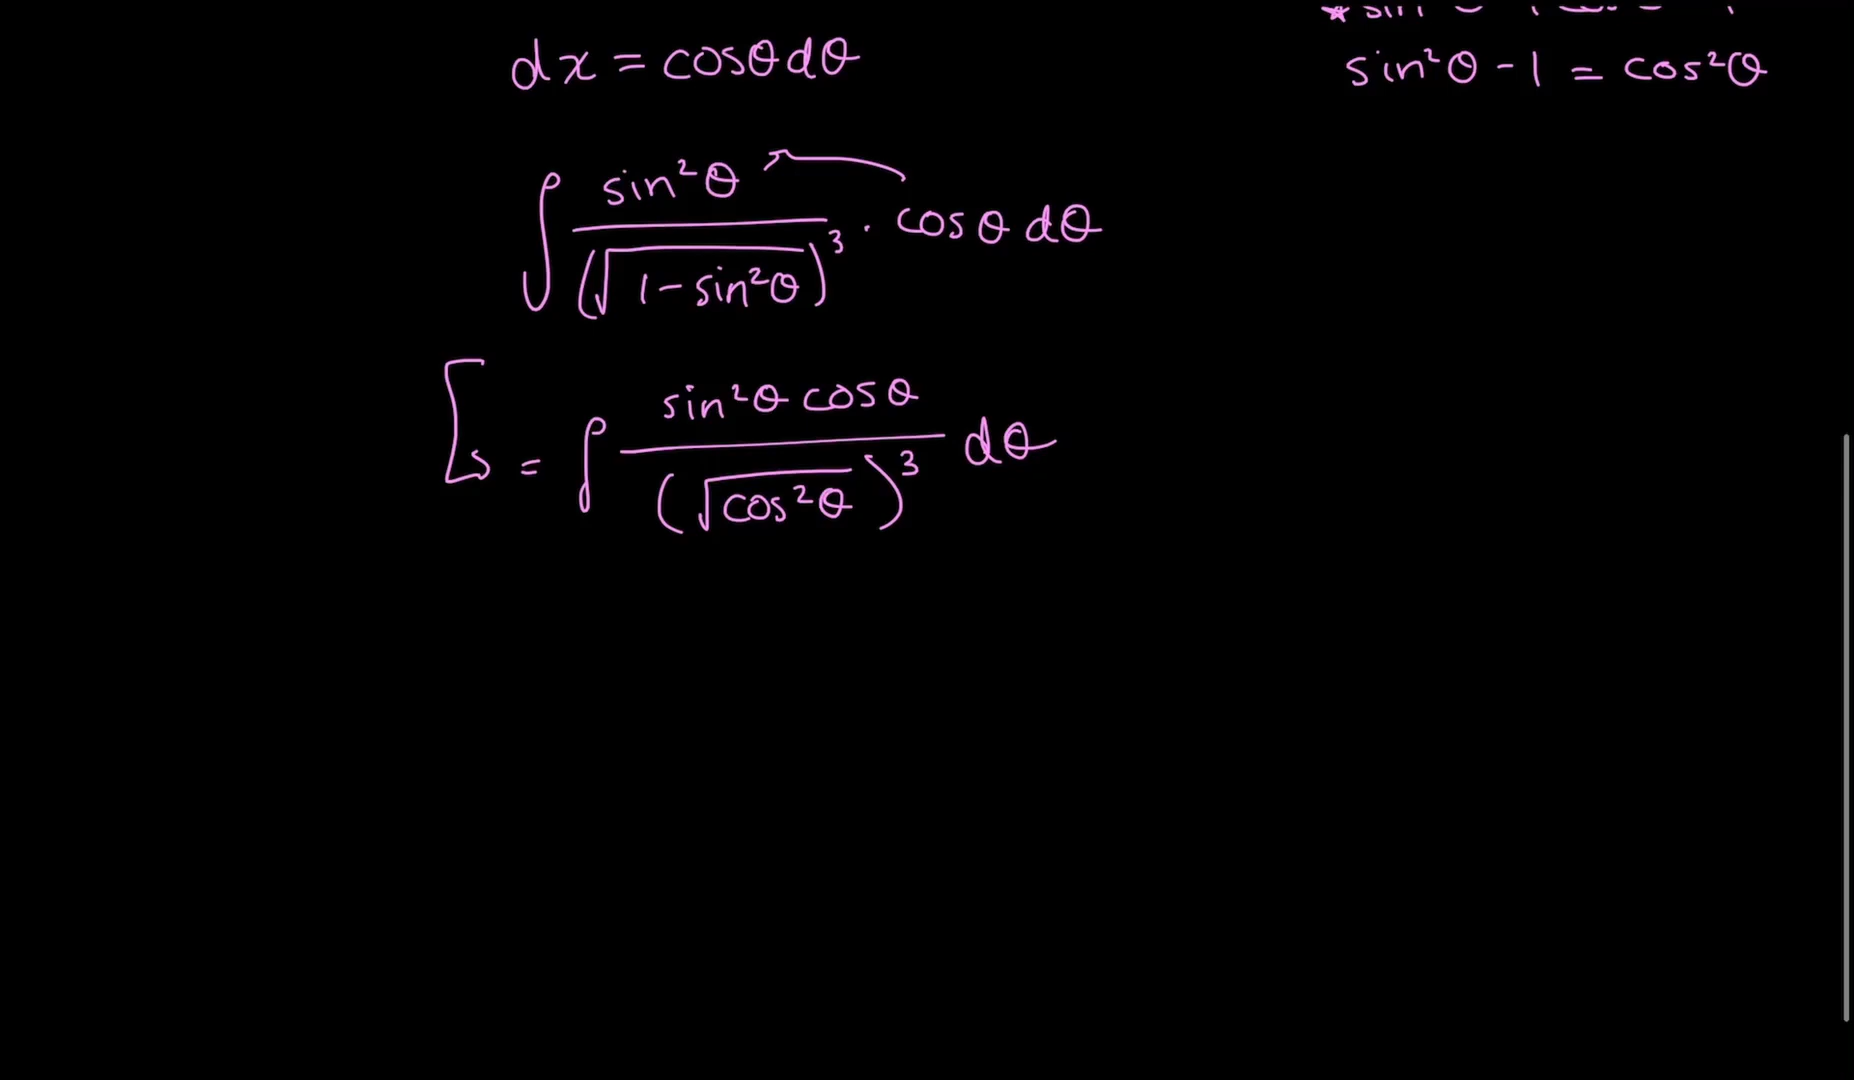 dx = cosθdθ
sin²θ - 1 = cos²θ
∫ sin²θ / (√(1 - sin²θ))³ · cosθ dθ
= ∫ sin²θ cosθ / (√(cos²θ))³ dθ